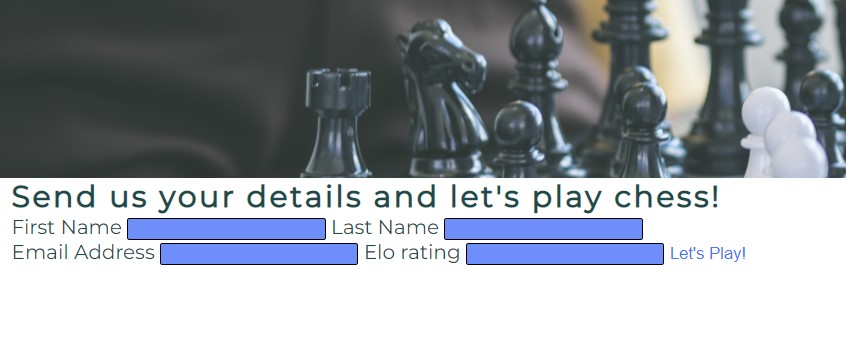 Send us your details and let's play chess!
First Name Last Name
Email Address Elo rating Let's Play!